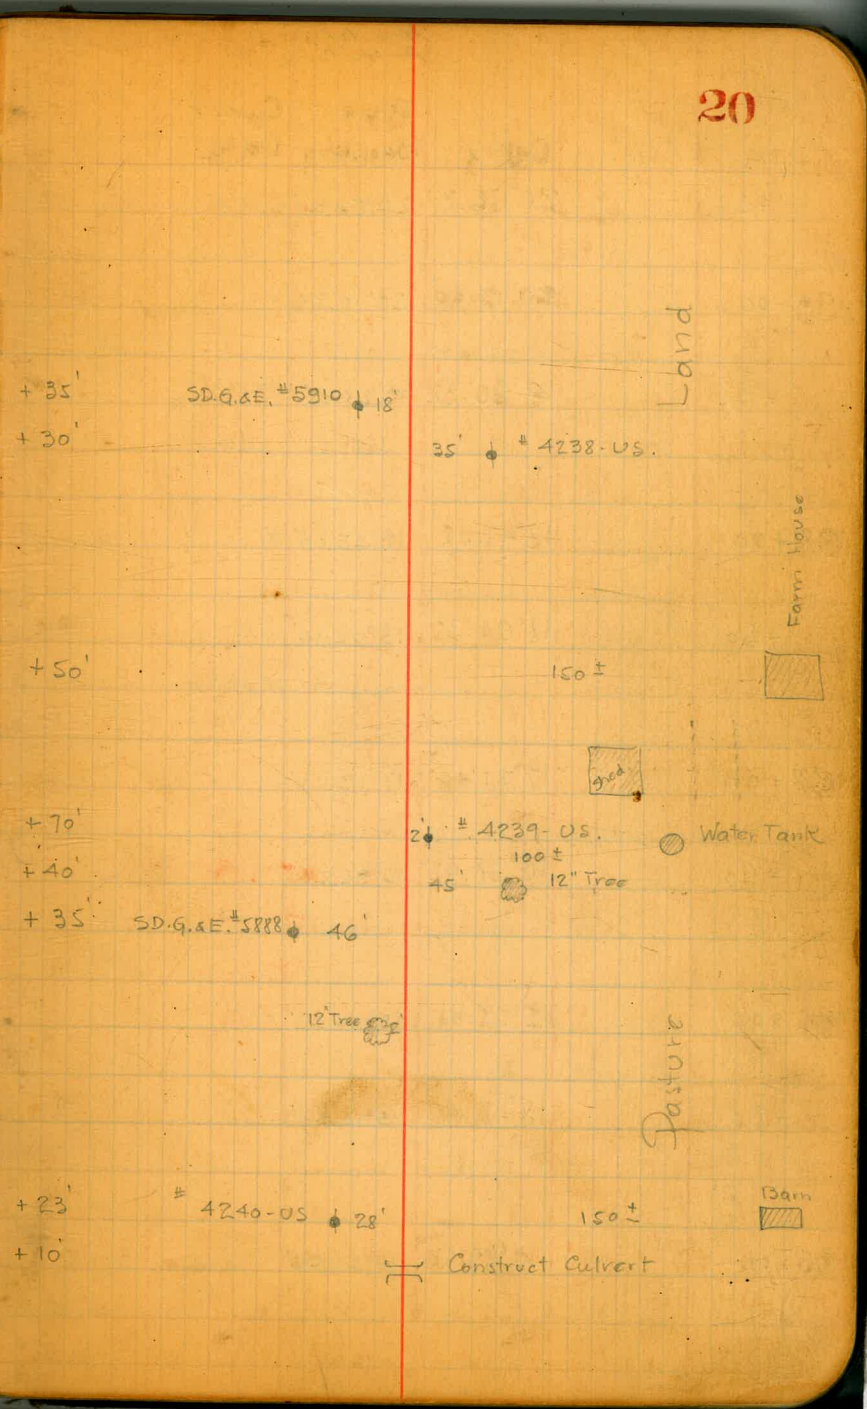 20
Land
+ 35' SD.G.&E. #5910 18'
+ 30' 35' # 4238-US.
Farm House
+ 50' 150 ±
Shed
+ 70' 2' # 4239-US. Water Tank
100 ±
+ 40' 45' 12" Tree
+ 35' SD.G.&E. #5888 46'
12" Tree 2'
Pasture
Barn
+ 23' # 4240-US 28' 150 ±
+ 10' Construct Culvert